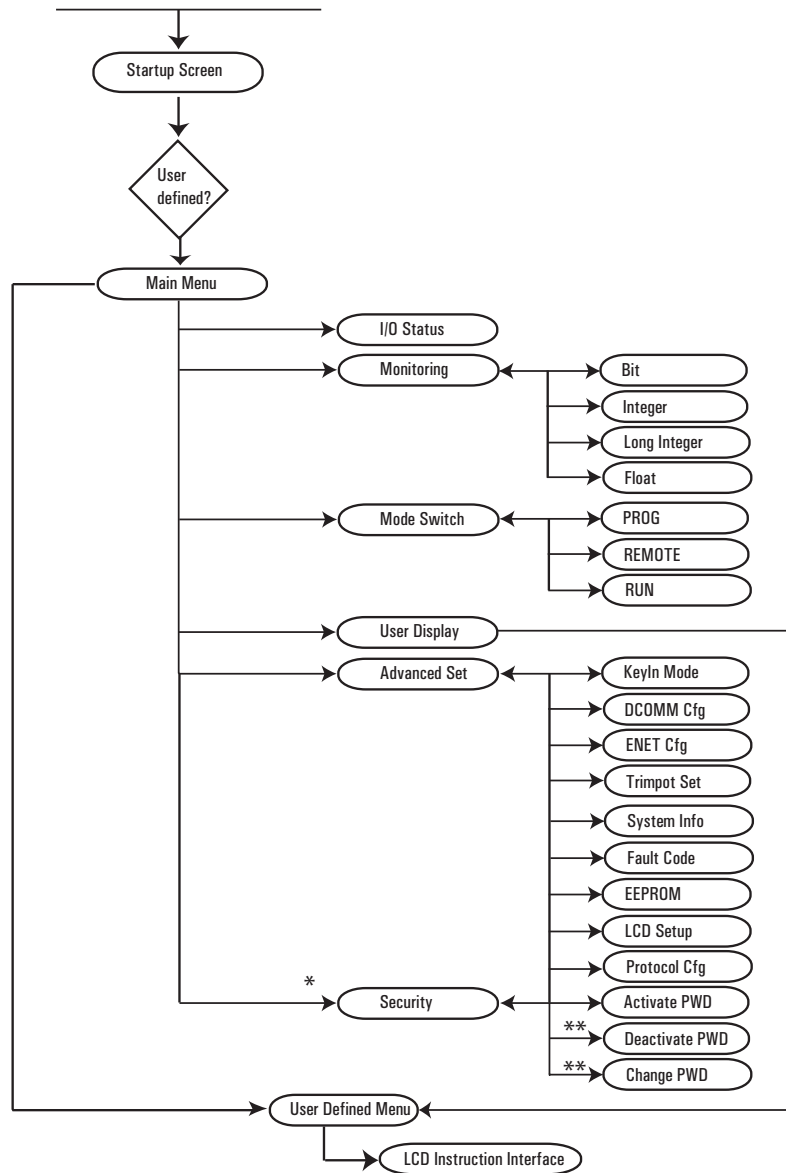 Startup Screen
User
defined?
Main Menu
I/O Status
Monitoring
Bit
Integer
Long Integer
Float
Mode Switch
PROG
REMOTE
RUN
User Display
Advanced Set
KeyIn Mode
DCOMM Cfg
ENET Cfg
Trimpot Set
System Info
Fault Code
EEPROM
LCD Setup
Protocol Cfg
*
Security
Activate PWD
**
Deactivate PWD
**
Change PWD
User Defined Menu
LCD Instruction Interface